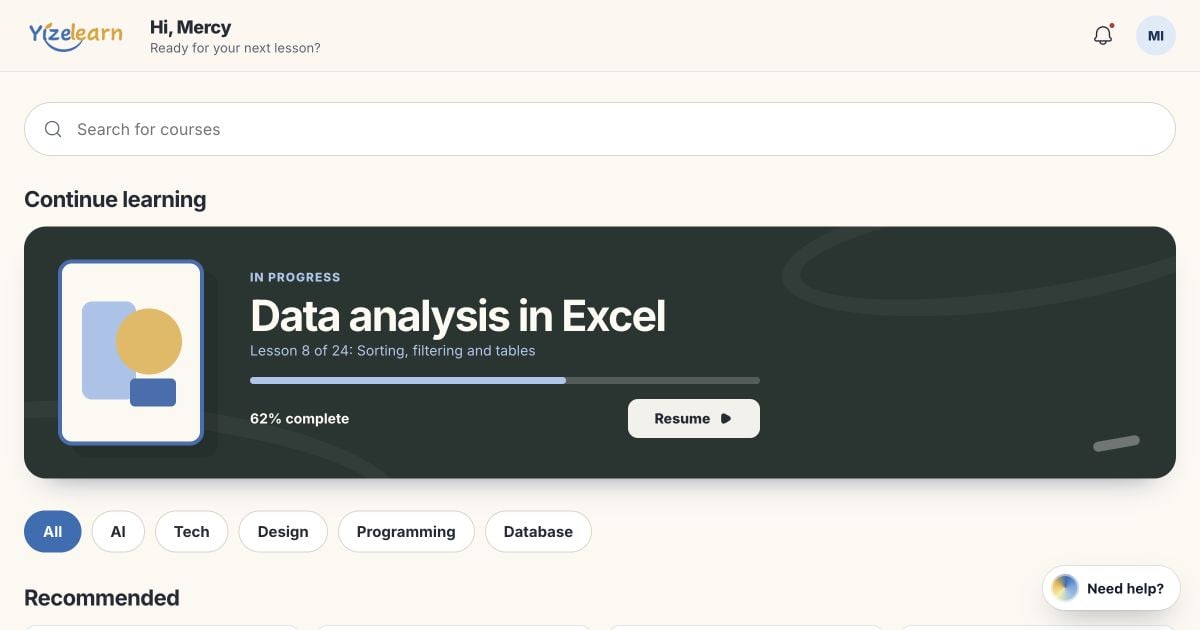 Yizelearn
Hi, Mercy
Ready for your next lesson?
MI
Search for courses
Continue learning
IN PROGRESS
Data analysis in Excel
Lesson 8 of 24: Sorting, filtering and tables
62% complete
Resume
All
AI
Tech
Design
Programming
Database
Need help?
Recommended